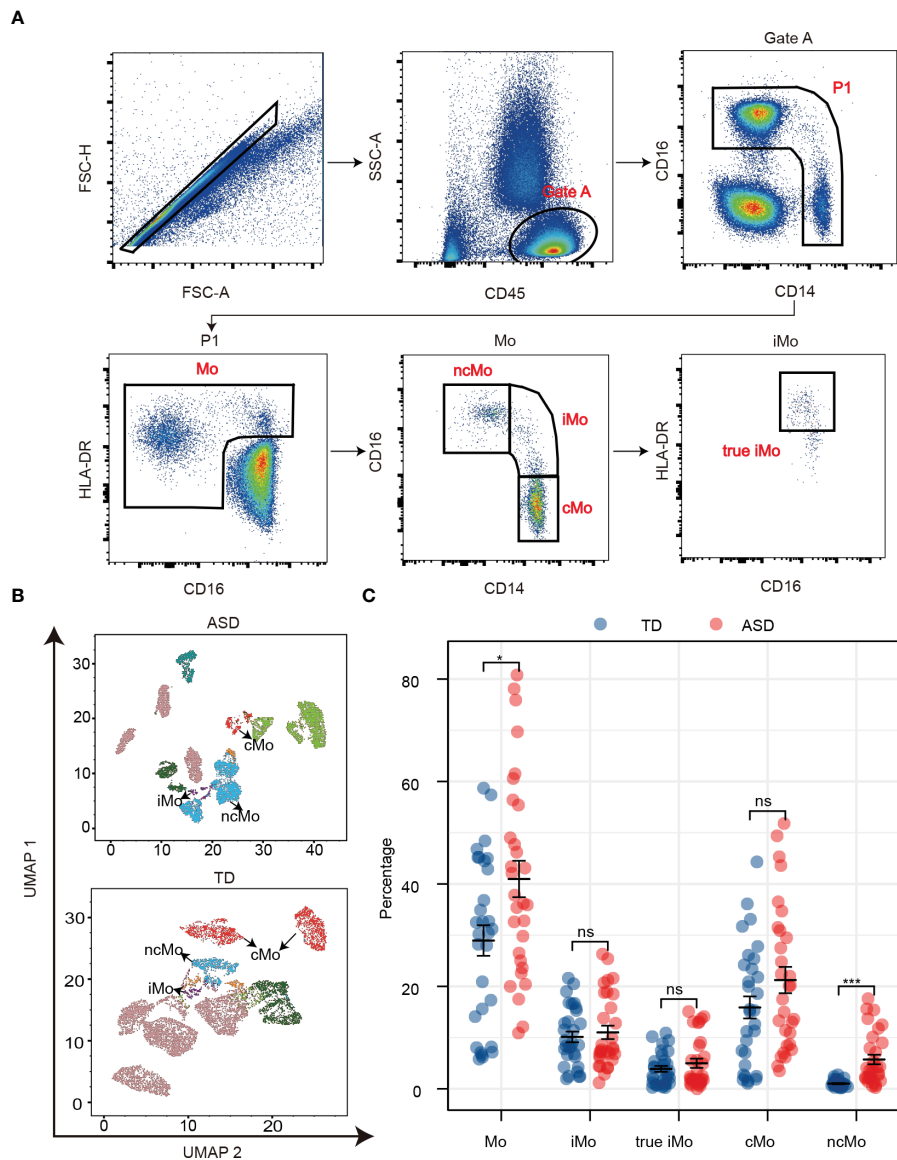 A
Gate A
P1
FSC-H
SSC-A
Gate A
CD16
FSC-A
CD45
CD14
P1
Mo
iMo
Mo
ncMo
iMo
cMo
true iMo
HLA-DR
CD16
HLA-DR
CD16
CD14
CD16
B
ASD
30
20
10
0
cMo
iMo
ncMo
0 10 20 30 40
TD
30
20
10
0
ncMo
cMo
iMo
0 10 20 30 40
UMAP 1
UMAP 2
C
TD ASD
80
60
40
20
0
Percentage
*
ns
ns
ns
***
Mo iMo true iMo cMo ncMo